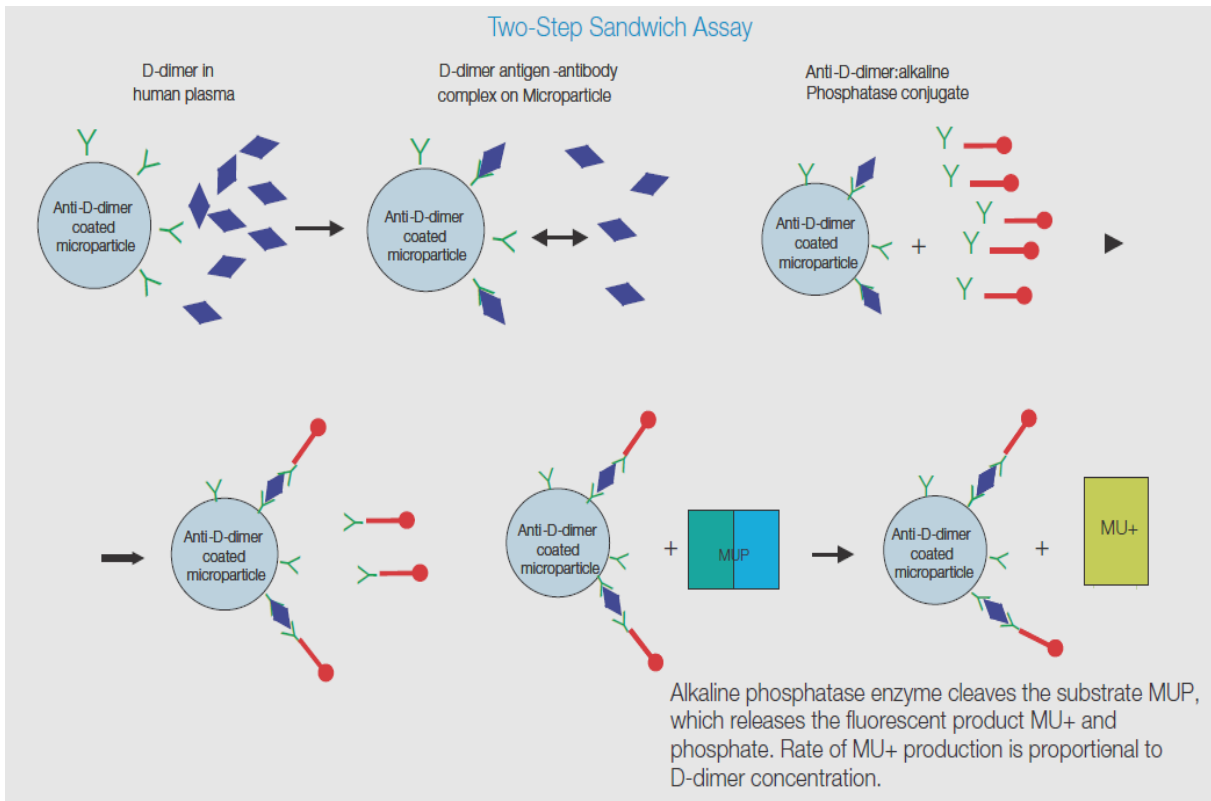 Two-Step Sandwich Assay
D-dimer in
human plasma
D-dimer antigen -antibody
complex on Microparticle
Anti-D-dimer:alkaline
Phosphatase conjugate
Anti-D-dimer
coated
microparticle
Anti-D-dimer
coated
microparticle
Anti-D-dimer
coated
microparticle
+
Anti-D-dimer
coated
microparticle
Anti-D-dimer
coated
microparticle
+
MUP
Anti-D-dimer
coated
microparticle
+
MU+
Alkaline phosphatase enzyme cleaves the substrate MUP,
which releases the fluorescent product MU+ and
phosphate. Rate of MU+ production is proportional to
D-dimer concentration.